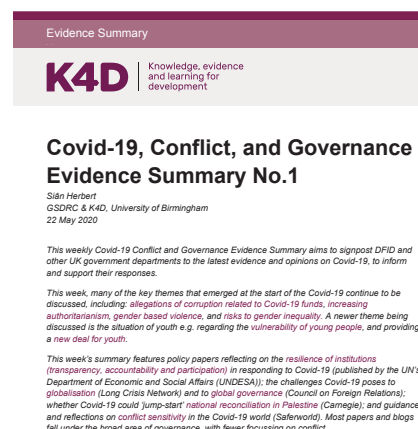 Evidence Summary
K4D
Knowledge, evidence
and learning for
development
Covid-19, Conflict, and Governance
Evidence Summary No.1
Siân Herbert
GSDRC & K4D, University of Birmingham
22 May 2020
This weekly Covid-19 Conflict and Governance Evidence Summary aims to signpost DFID and
other UK government departments to the latest evidence and opinions on Covid-19, to inform
and support their responses.
This week, many of the key themes that emerged at the start of the Covid continue to be
discussed, including: allegations of corruption related to Covid-19 funds, increasing
authoritarianism, gender based violence, and risks to gender inequality. A newer theme being
discussed is the situation of youth e.g. regarding the vulnerability of young people, and providing
a new deal for youth.
This week's summary features policy papers reflecting on the resilience of institutions
(transparency, accountability and participation) in responding to Covid-19 (published by the UN's
Department of Economic and Social Affairs (UNDESA)); the challenges Covid-19 poses to
globalisation (Long Crisis Network) and to global governance (Council on Foreign Relations);
whether Covid-19 could 'jump-start' national reconciliation in Palestine (Carnegie); and guidance
and reflections on conflict sensitivity in the Covid-19 world (Saferworld). Most papers and blogs
fall under the broad area of governance, with fewer focussing on conflict.